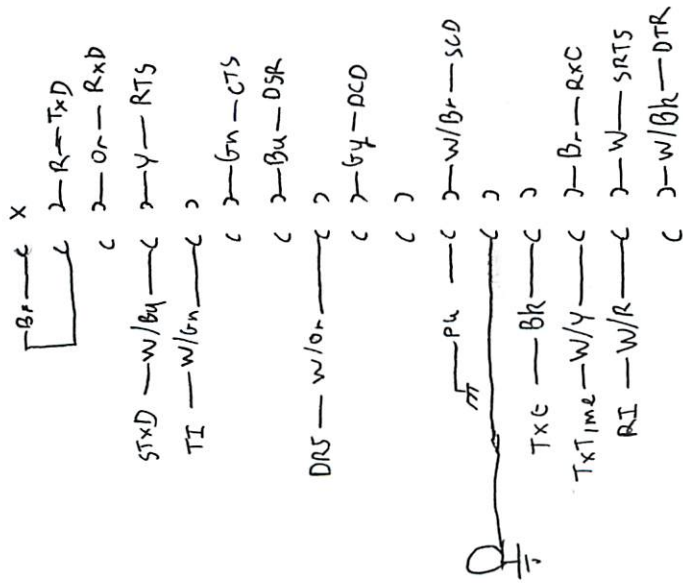 Br X
R TxD
Or RxD
STxD W/Bu Y RTS
TI W/Gn
Gn CTS
Bu DSR
DRS W/Or
Gy DCD
Pk W/Br SCD
TxC Bk
TxTime W/Y Br RxC
RI W/R W SRTS
W/Bk DTR